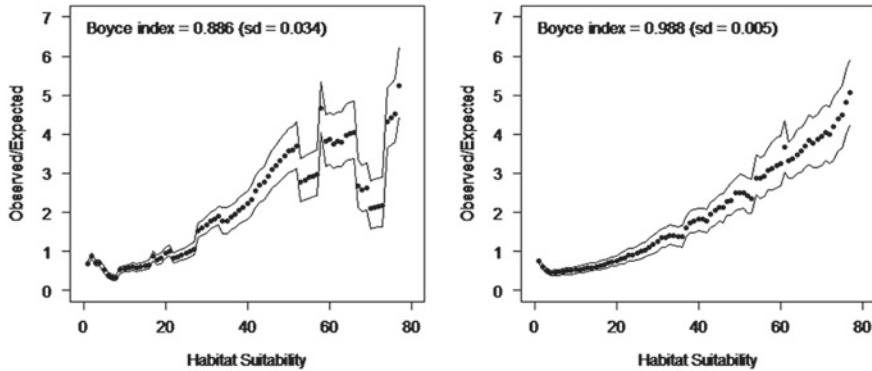 Boyce index = 0.886 (sd = 0.034)
Observed/Expected
7
6
5
4
3
2
1
0
0 20 40 60 80
Habitat Suitability
Boyce index = 0.988 (sd = 0.005)
Observed/Expected
7
6
5
4
3
2
1
0
0 20 40 60 80
Habitat Suitability